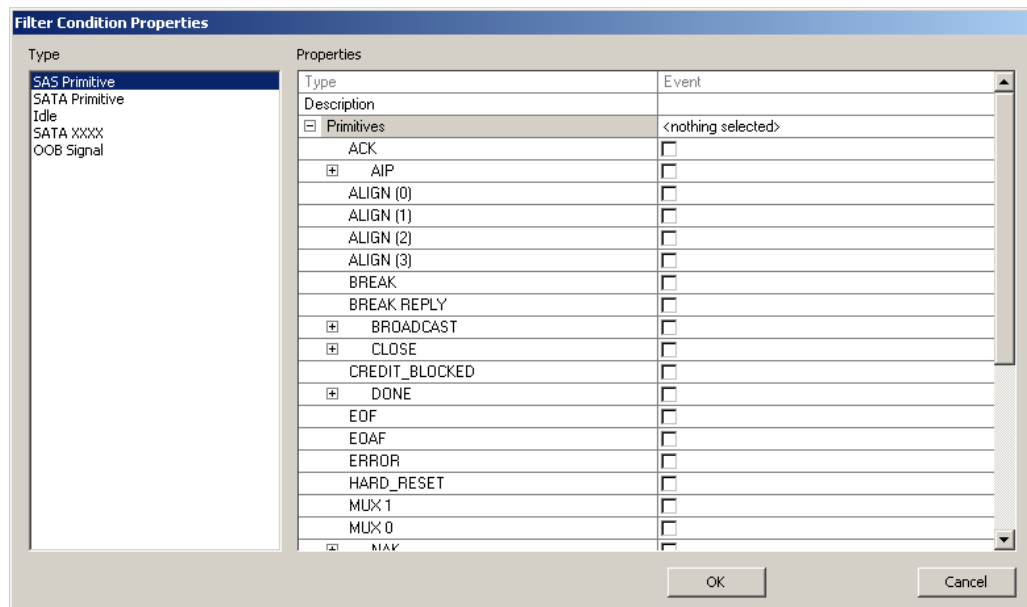 Filter Condition Properties
Type
Properties
SAS Primitive
SATA Primitive
Idle
SATA XXXX
OOB Signal
Type Event
Description
Primitives <nothing selected>
ACK
AIP
ALIGN (0)
ALIGN (1)
ALIGN (2)
ALIGN (3)
BREAK
BREAK REPLY
BROADCAST
CLOSE
CREDIT_BLOCKED
DONE
EOF
EOAF
ERROR
HARD_RESET
MUX 1
MUX 0
NAK
OK Cancel